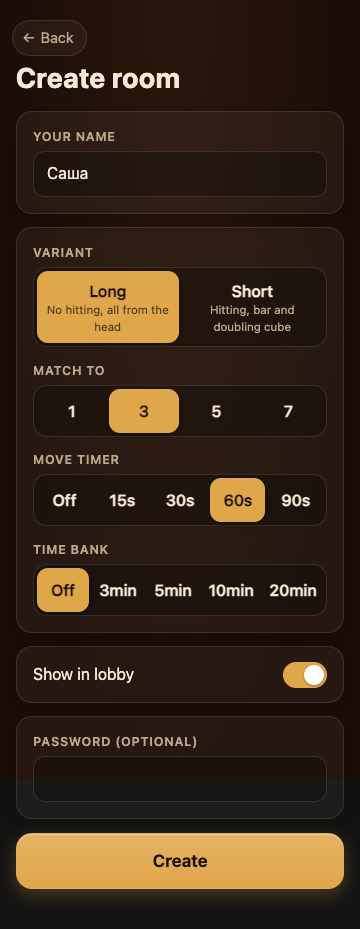 ← Back
Create room
YOUR NAME
Саша
VARIANT
Long
No hitting, all from the
head
Short
Hitting, bar and
doubling cube
MATCH TO
1 3 5 7
MOVE TIMER
Off 15s 30s 60s 90s
TIME BANK
Off 3min 5min 10min 20min
Show in lobby
PASSWORD (OPTIONAL)
Create